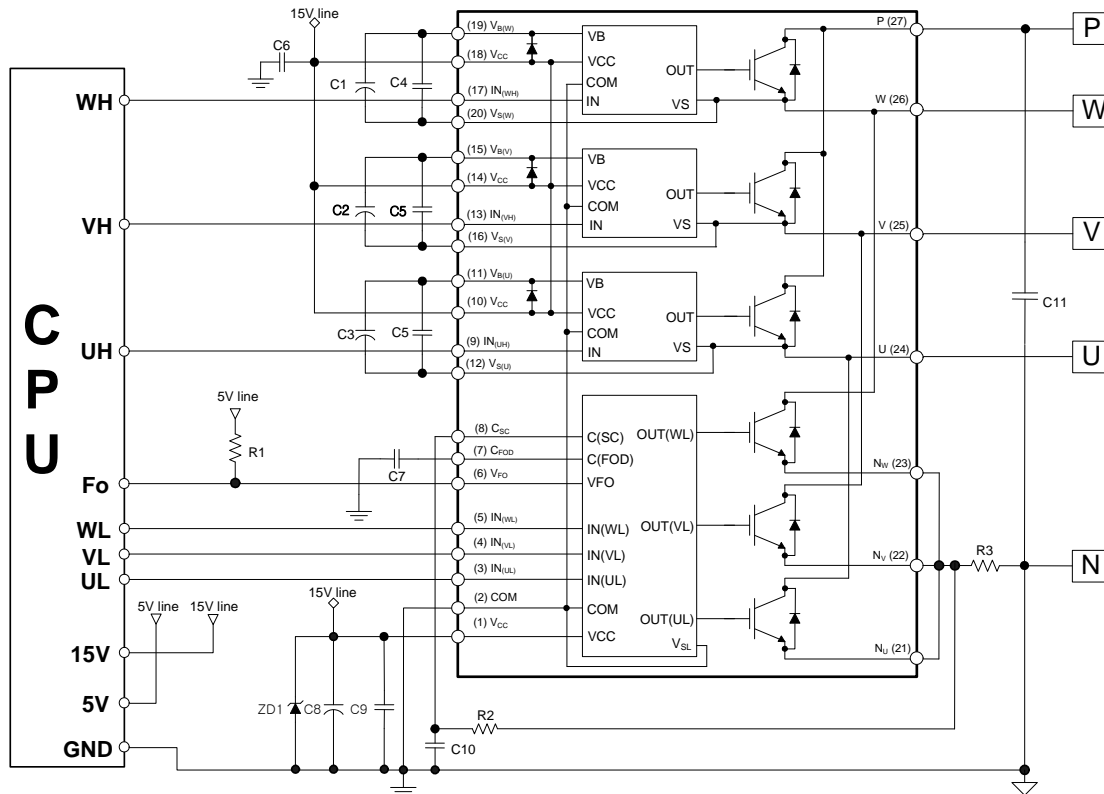 15V line
C6
WH
C1
C4
(19) VB(W)
(18) VCC
(17) IN(WH)
(20) VS(W)
VB
VCC
COM
IN
OUT
VS
P (27)
P
W (26)
W
VH
C2
C5
(15) VB(V)
(14) VCC
(13) IN(VH)
(16) VS(V)
VB
VCC
COM
IN
OUT
VS
V (25)
V
C11
CPU
UH
C3
C5
(11) VB(U)
(10) VCC
(9) IN(UH)
(12) VS(U)
VB
VCC
COM
IN
OUT
VS
U (24)
U
5V line
R1
C7
Fo
WL
VL
UL
(8) CSC
(7) CFOD
(6) VFO
(5) IN(WL)
(4) IN(VL)
(3) IN(UL)
(2) COM
(1) VCC
C(SC)
C(FOD)
VFO
IN(WL)
IN(VL)
IN(UL)
COM
VCC
OUT(WL)
OUT(VL)
OUT(UL)
VSL
NW (23)
NV (22)
NU (21)
R3
N
5V line
15V line
15V line
15V
5V
GND
ZD1
C8
C9
C10
R2